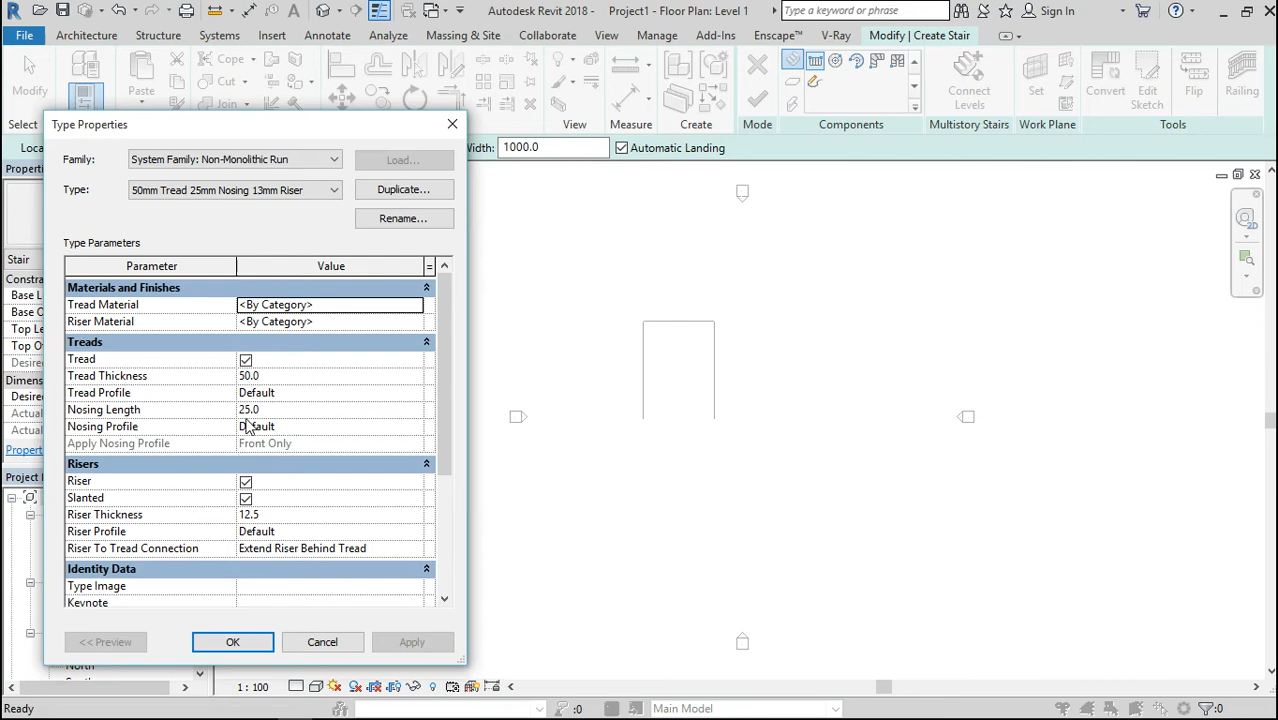 Autodesk Revit 2018 - Project1 - Floor Plan: Level 1
Type a keyword or phrase
Sign In
File Architecture Structure Systems Insert Annotate Analyze Massing & Site Collaborate View Manage Add-Ins Enscape™ V-Ray Modify | Create Stair
Modify Paste Cope Cut Join Connect Levels Set Edit Sketch Convert Flip Railing
Select View Measure Create Mode Components Multistory Stairs Work Plane Tools
Type Properties
Width: 1000.0 Automatic Landing
Family: System Family: Non-Monolithic Run Load...
Type: 50mm Tread 25mm Nosing 13mm Riser Duplicate...
Rename...
Type Parameters
Parameter Value =
Materials and Finishes
Tread Material <By Category>
Riser Material <By Category>
Treads
Tread
Tread Thickness 50.0
Tread Profile Default
Nosing Length 25.0
Nosing Profile Default
Apply Nosing Profile Front Only
Risers
Riser
Slanted
Riser Thickness 12.5
Riser Profile Default
Riser To Tread Connection Extend Riser Behind Tread
Identity Data
Type Image
Keynote
<< Preview OK Cancel Apply
Stair
2D
1 : 100
Ready
:0 Main Model :0